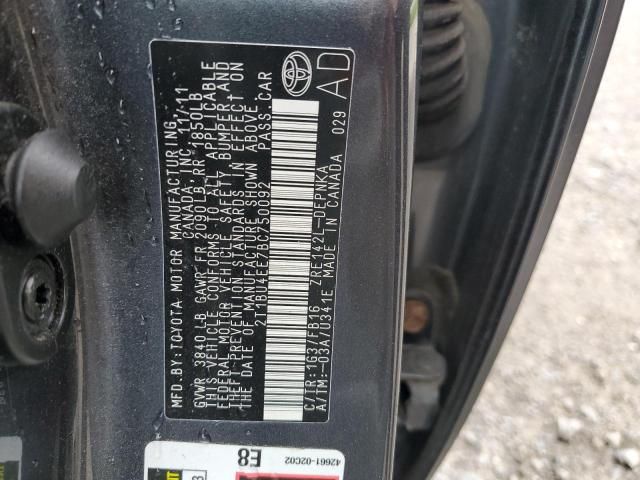 MFD.BY:TOYOTA MOTOR MANUFACTURING,
CANADA, INC. 11/11
GVWR 3840LB GAWR FR 2090LB RR 1850LB
THIS VEHICLE CONFORMS TO ALL APPLICABLE
FEDERAL MOTOR VEHICLE SAFETY, BUMPER, AND
THEFT PREVENTION STANDARDS IN EFFECT ON
THE DATE OF MANUFACTURE SHOWN ABOVE.
2T1BU4EE7BC750092 PASS.CAR
C/TR:1G3/FB16 ZRE142L-DEPNKA
A/TM:-03A/U341E MADE IN CANADA 029
TOYOTA
AD
E8
42661-02C02